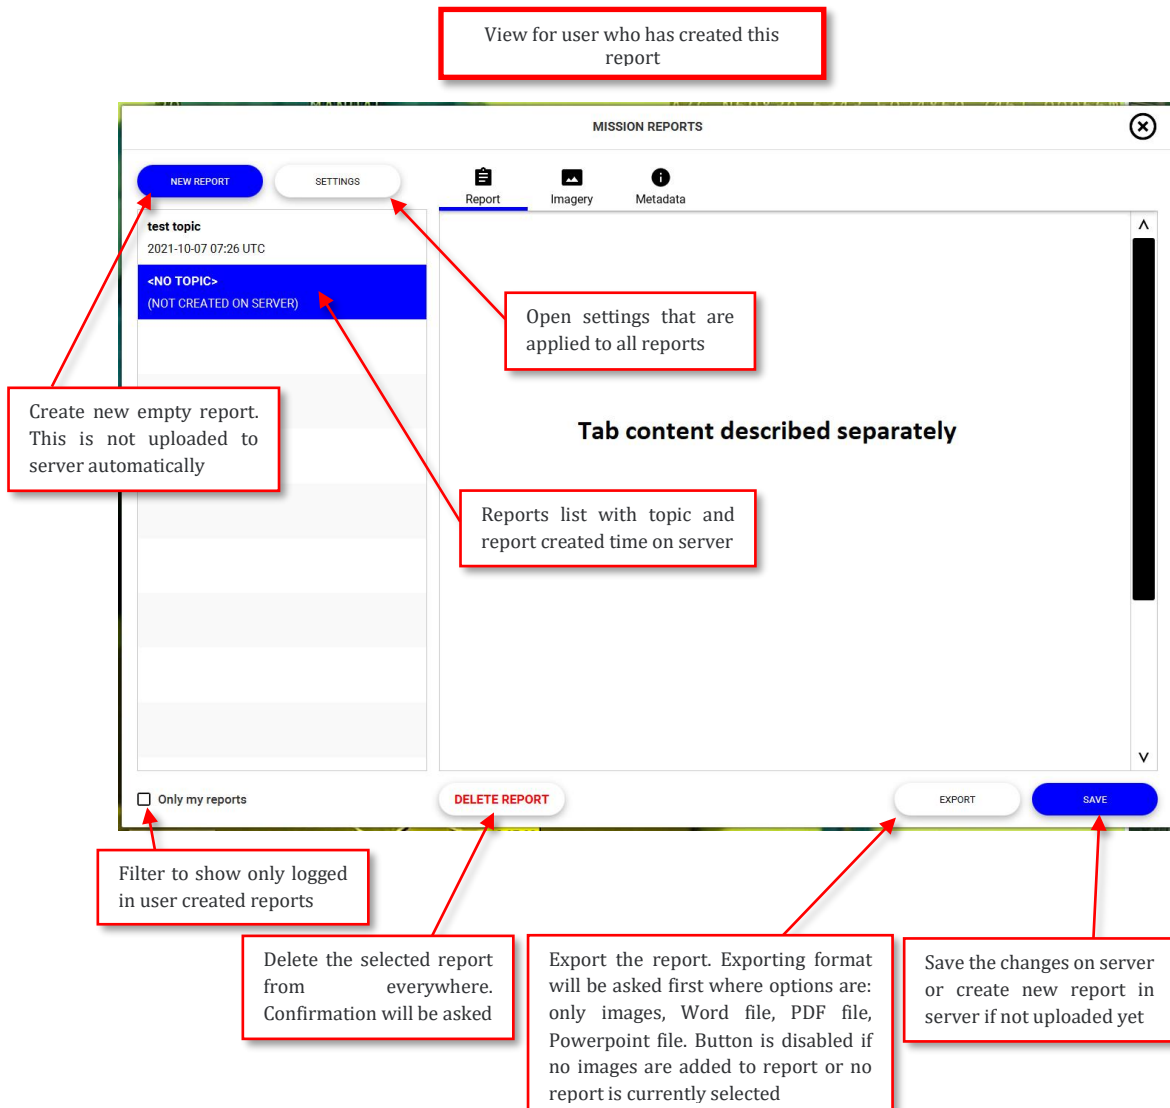 View for user who has created this
report
MISSION REPORTS
NEW REPORT
SETTINGS
Report
Imagery
Metadata
test topic
2021-10-07 07:26 UTC
<NO TOPIC>
(NOT CREATED ON SERVER)
Open settings that are
applied to all reports
Create new empty report.
This is not uploaded to
server automatically
Tab content described separately
Reports list with topic and
report created time on server
Only my reports
DELETE REPORT
EXPORT
SAVE
Filter to show only logged
in user created reports
Delete the selected report
from everywhere.
Confirmation will be asked
Export the report. Exporting format
will be asked first where options are:
only images, Word file, PDF file,
Powerpoint file. Button is disabled if
no images are added to report or no
report is currently selected
Save the changes on server
or create new report in
server if not uploaded yet